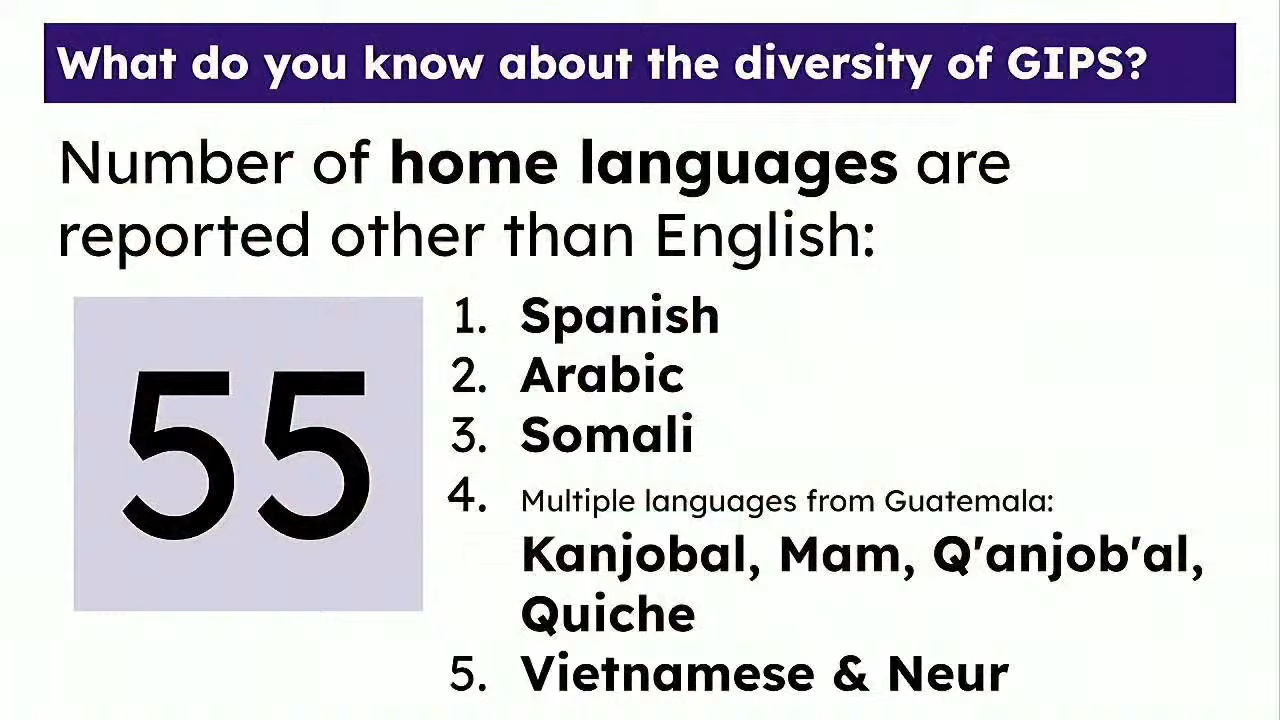 What do you know about the diversity of GIPS?
Number of home languages are
reported other than English:
55
1. Spanish
2. Arabic
3. Somali
4. Multiple languages from Guatemala:
Kanjobal, Mam, Q'anjob'al,
Quiche
5. Vietnamese & Neur